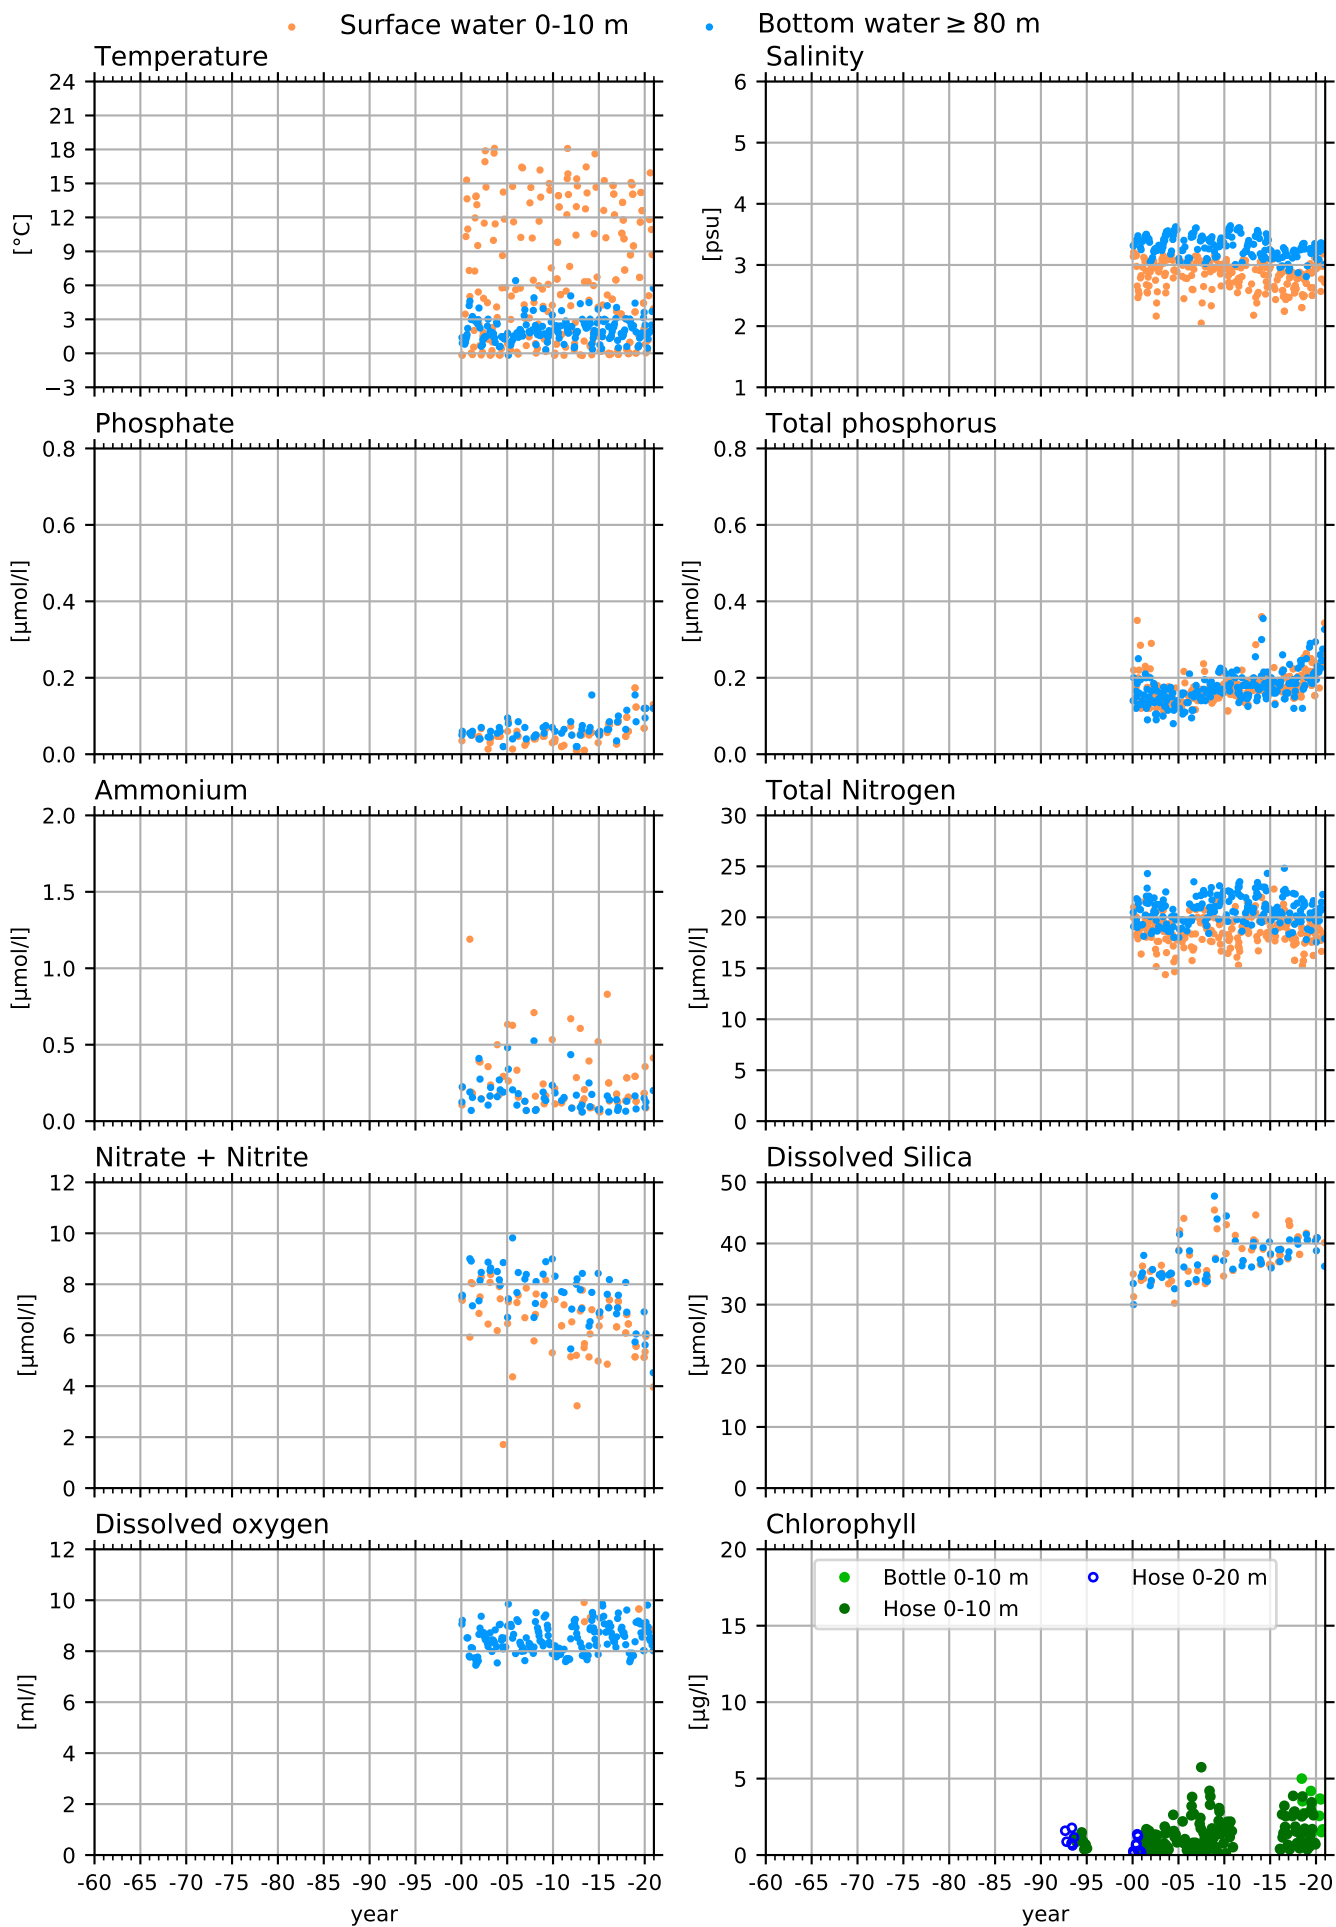 Surface water 0-10 m Bottom water ≥ 80 m
Temperature
24
21
18
15
12
9
6
3
0
−3
[°C]
Salinity
6
5
4
3
2
1
[psu]
Phosphate
0.8
0.6
0.4
0.2
0.0
[µmol/l]
Total phosphorus
0.8
0.6
0.4
0.2
0.0
[µmol/l]
Ammonium
2.0
1.5
1.0
0.5
0.0
[µmol/l]
Total Nitrogen
30
25
20
15
10
5
0
[µmol/l]
Nitrate + Nitrite
12
10
8
6
4
2
0
[µmol/l]
Dissolved Silica
50
40
30
20
10
0
[µmol/l]
Dissolved oxygen
12
10
8
6
4
2
0
[ml/l]
-60 -65 -70 -75 -80 -85 -90 -95 -00 -05 -10 -15 -20
year
Chlorophyll
20
15
10
5
0
[µg/l]
Bottle 0-10 m Hose 0-20 m
Hose 0-10 m
-60 -65 -70 -75 -80 -85 -90 -95 -00 -05 -10 -15 -20
year